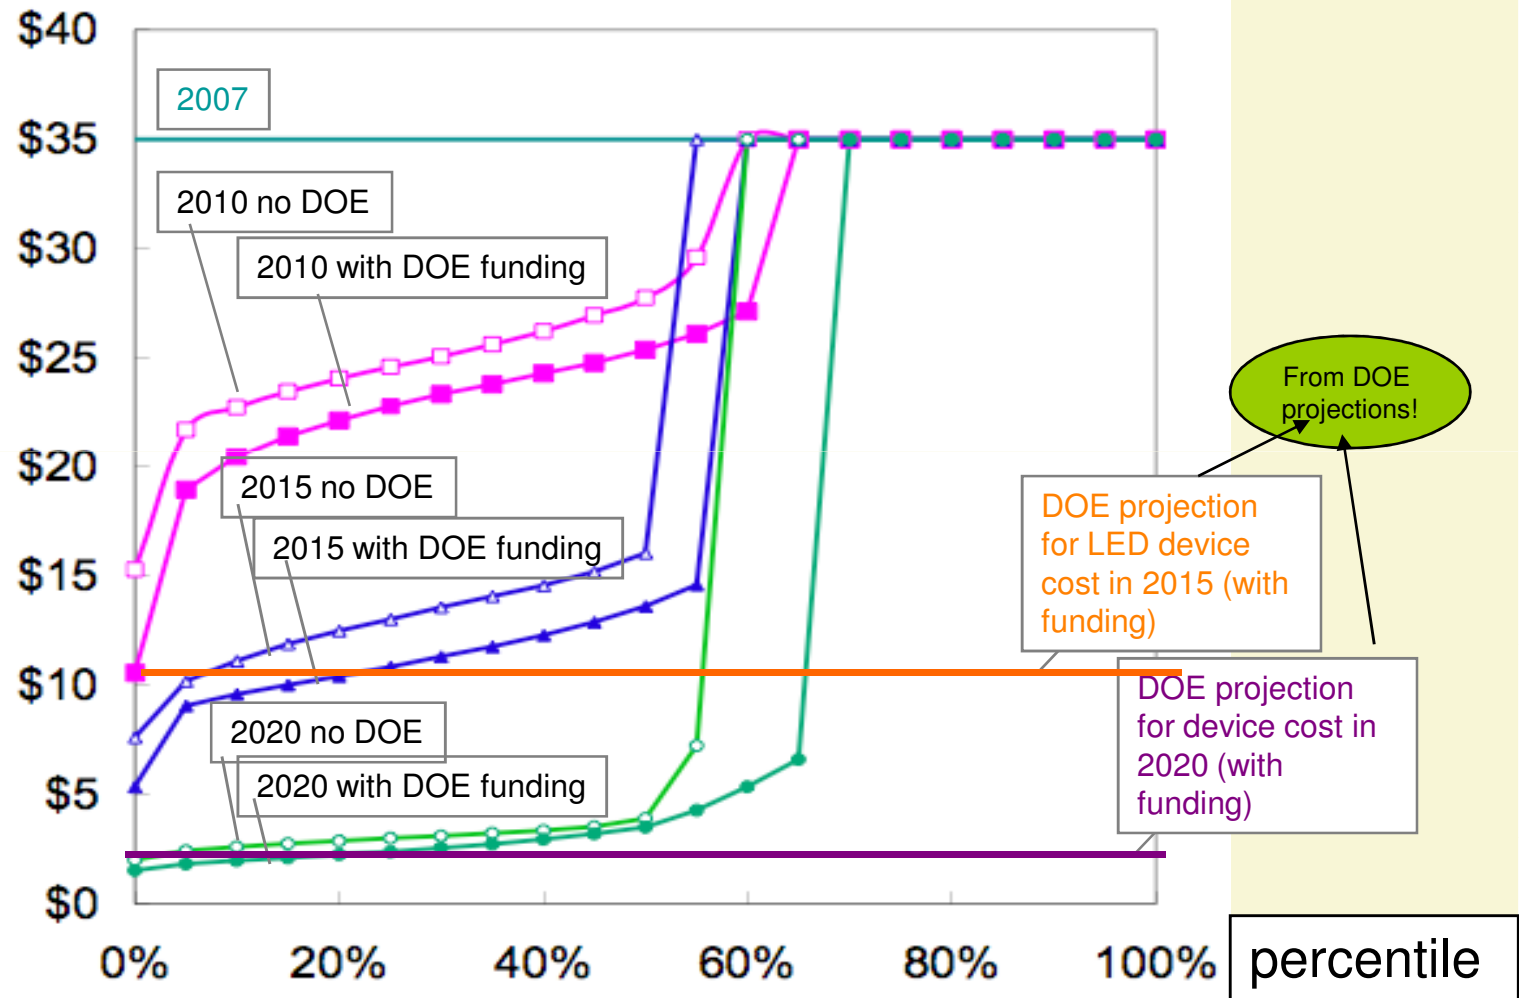 $40
2007
$35
2010 no DOE
$30
2010 with DOE funding
$25
From DOE
projections!
$20
2015 no DOE
DOE projection
for LED device
cost in 2015 (with
funding)
2015 with DOE funding
$15
$10
DOE projection
for device cost in
2020 (with
funding)
2020 no DOE
2020 with DOE funding
$5
$0
0%
20%
40%
60%
80%
100%
percentile